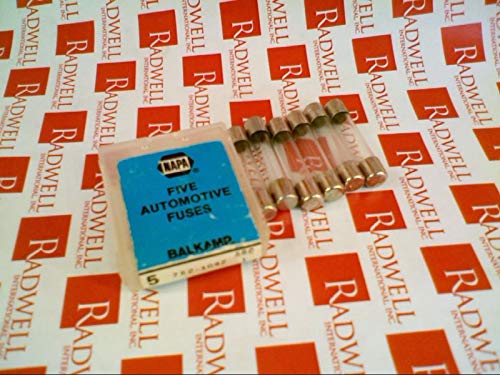 NAPA
FIVE
AUTOMOTIVE
FUSES
BALKAMP
5
RADWELL
INTERNATIONAL, INC